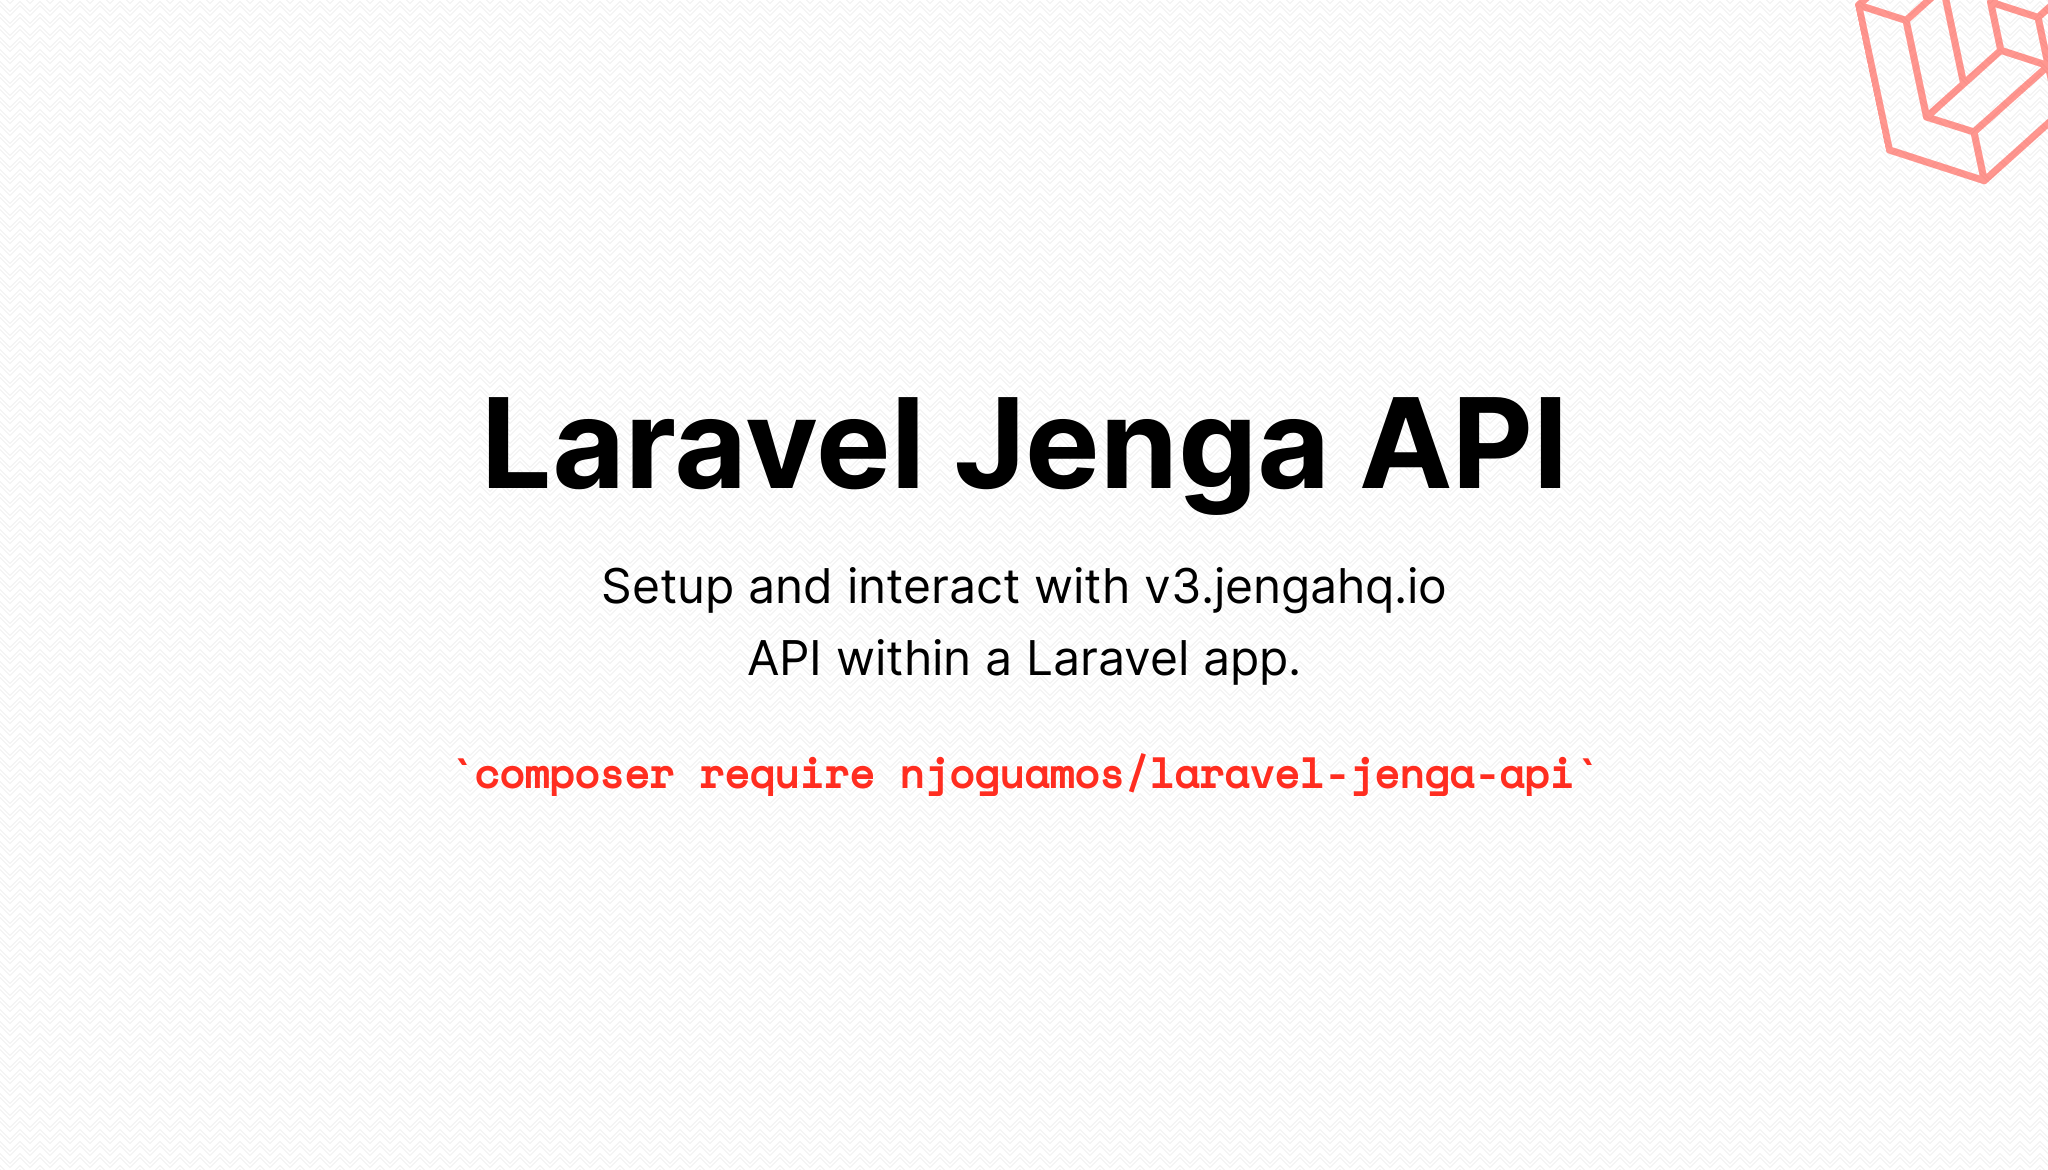 Laravel Jenga API
Setup and interact with v3.jengahq.io
API within a Laravel app.
`composer require njoguamos/laravel-jenga-api`